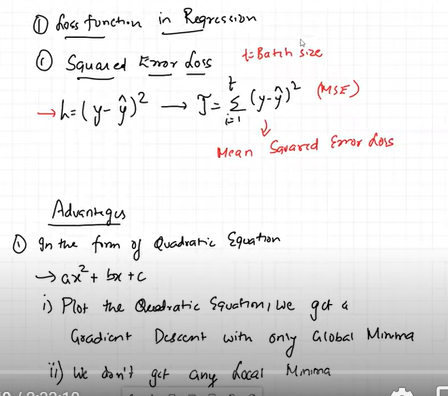 ① Loss function in Regression
① Squared Error Loss
t=Batch size
→ L=(y-ŷ)² → J= t∑i=1 (y-ŷ)² (MSE)
↓
Mean Squared Error Loss
Advantages
① In the form of Quadratic Equation
→ ax² + bx + c
i) Plot the Quadratic Equation, we get a
Gradient Descent with only Global Minima
ii) We don't get any Local Minima